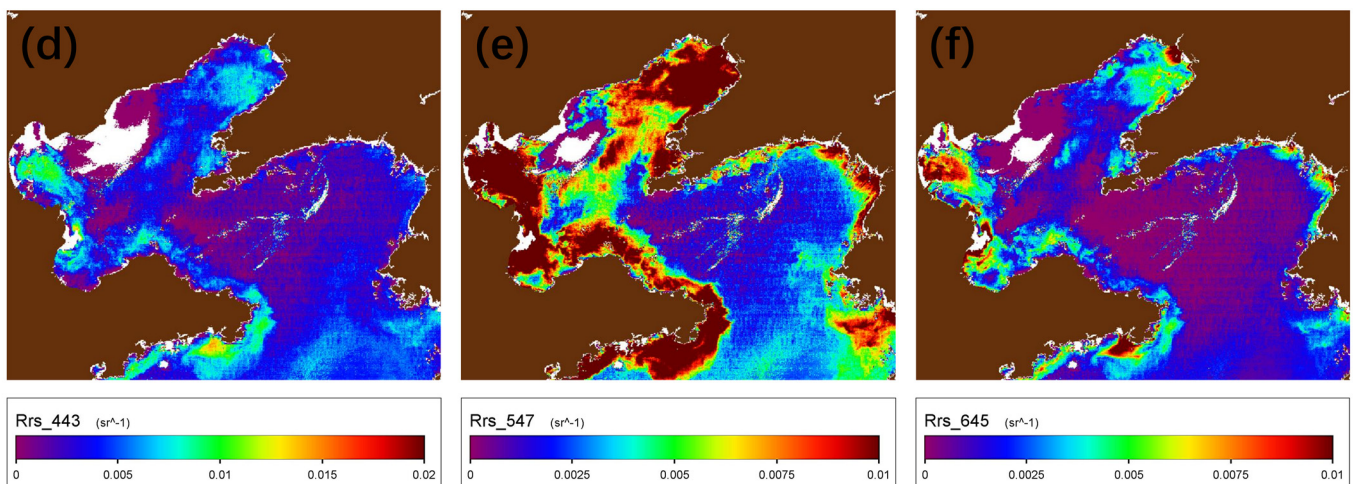 (d)
(e)
(f)
Rrs_443 (sr^-1)
0 0.005 0.01 0.015 0.02
Rrs_547 (sr^-1)
0 0.0025 0.005 0.0075 0.01
Rrs_645 (sr^-1)
0 0.0025 0.005 0.0075 0.01